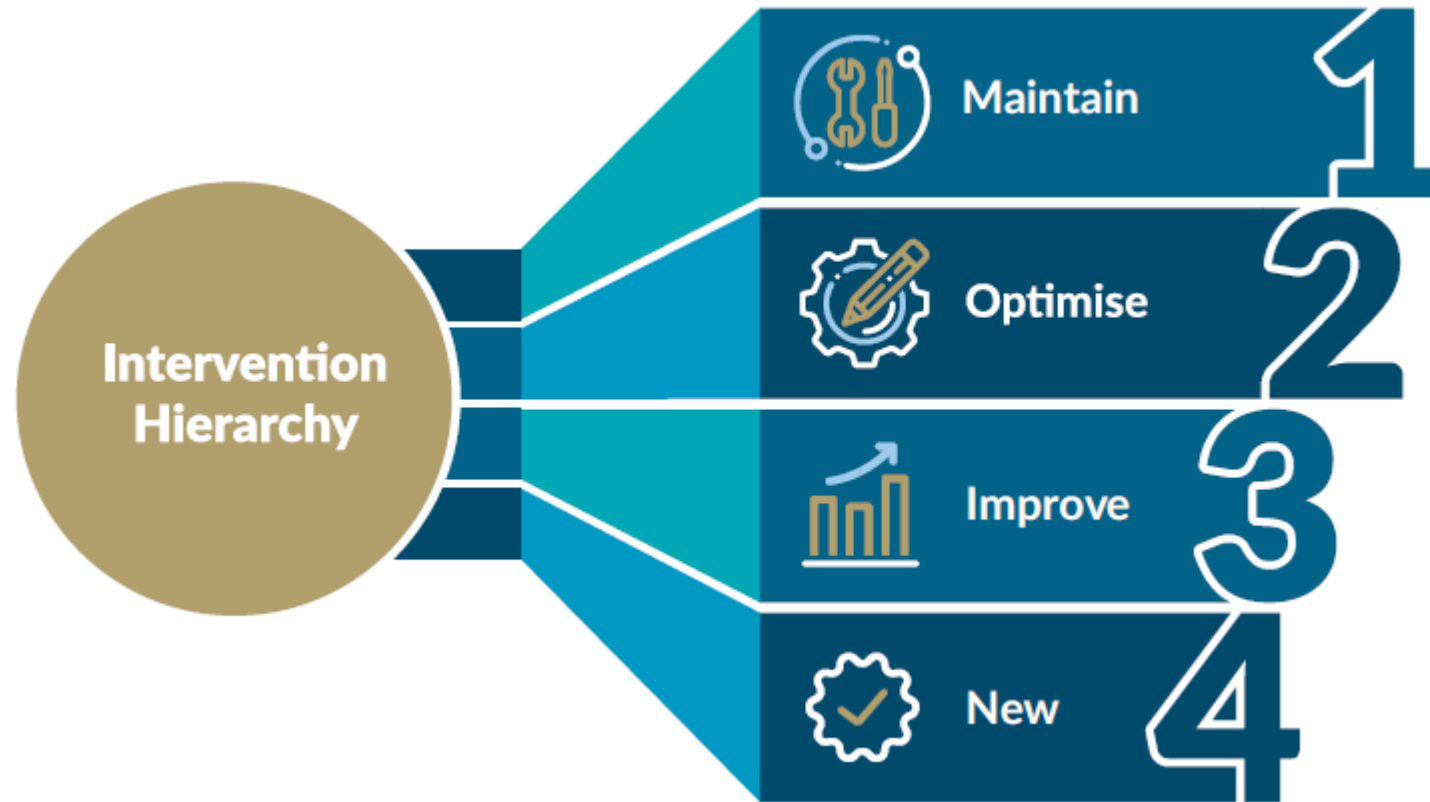 Intervention
Hierarchy
Maintain
1
Optimise
2
Improve
3
New
4